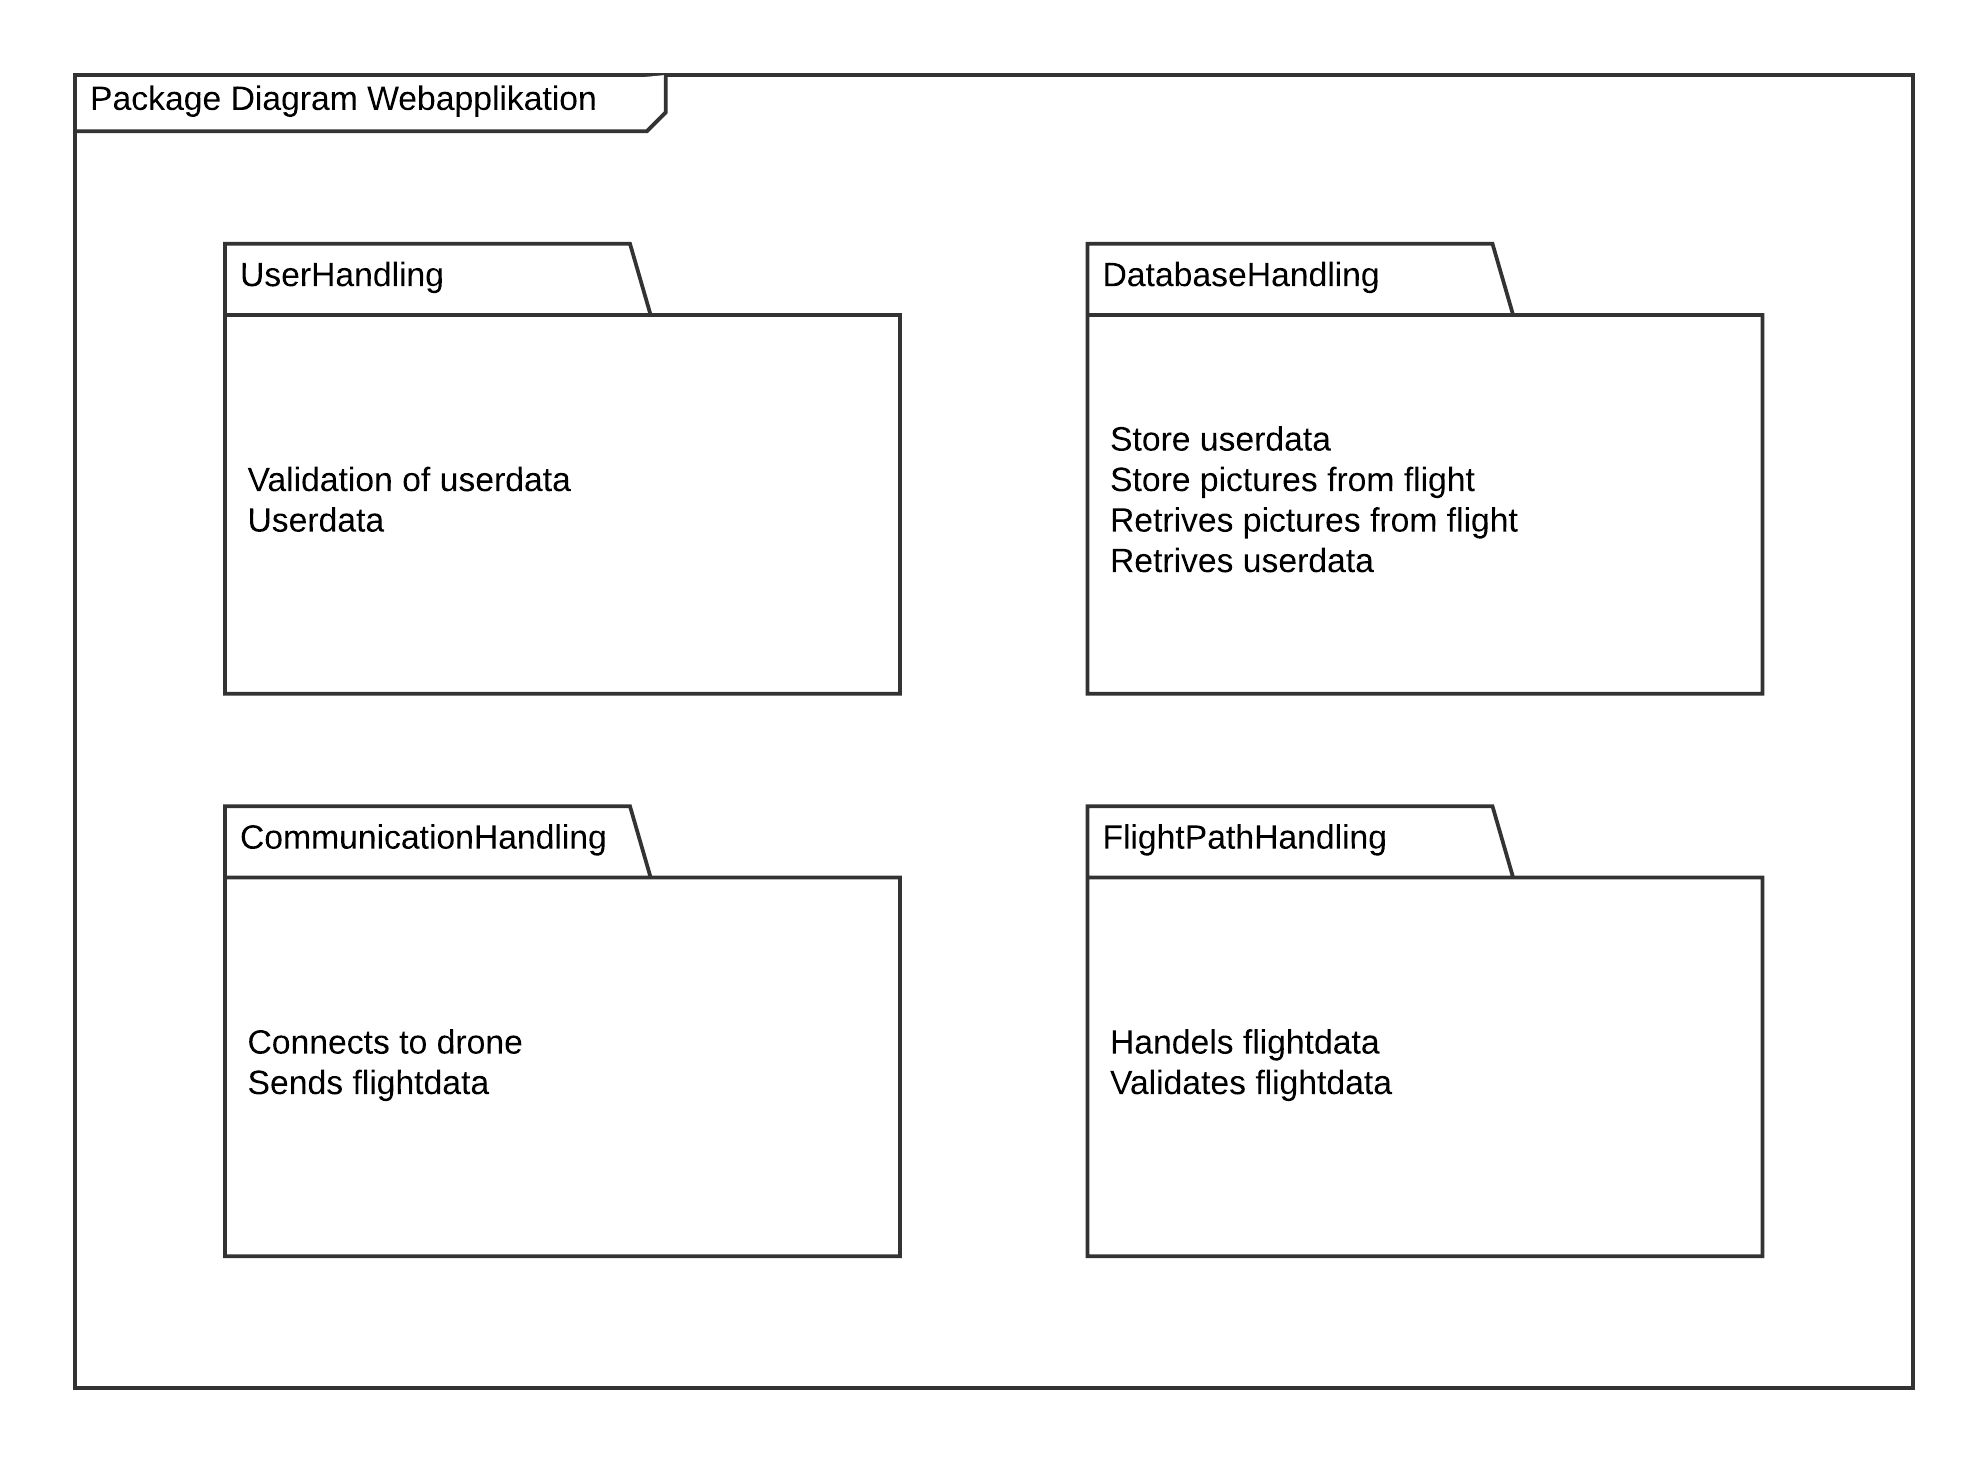 Package Diagram Webapplikation
UserHandling
Validation of userdata
Userdata
DatabaseHandling
Store userdata
Store pictures from flight
Retrives pictures from flight
Retrives userdata
CommunicationHandling
Connects to drone
Sends flightdata
FlightPathHandling
Handels flightdata
Validates flightdata